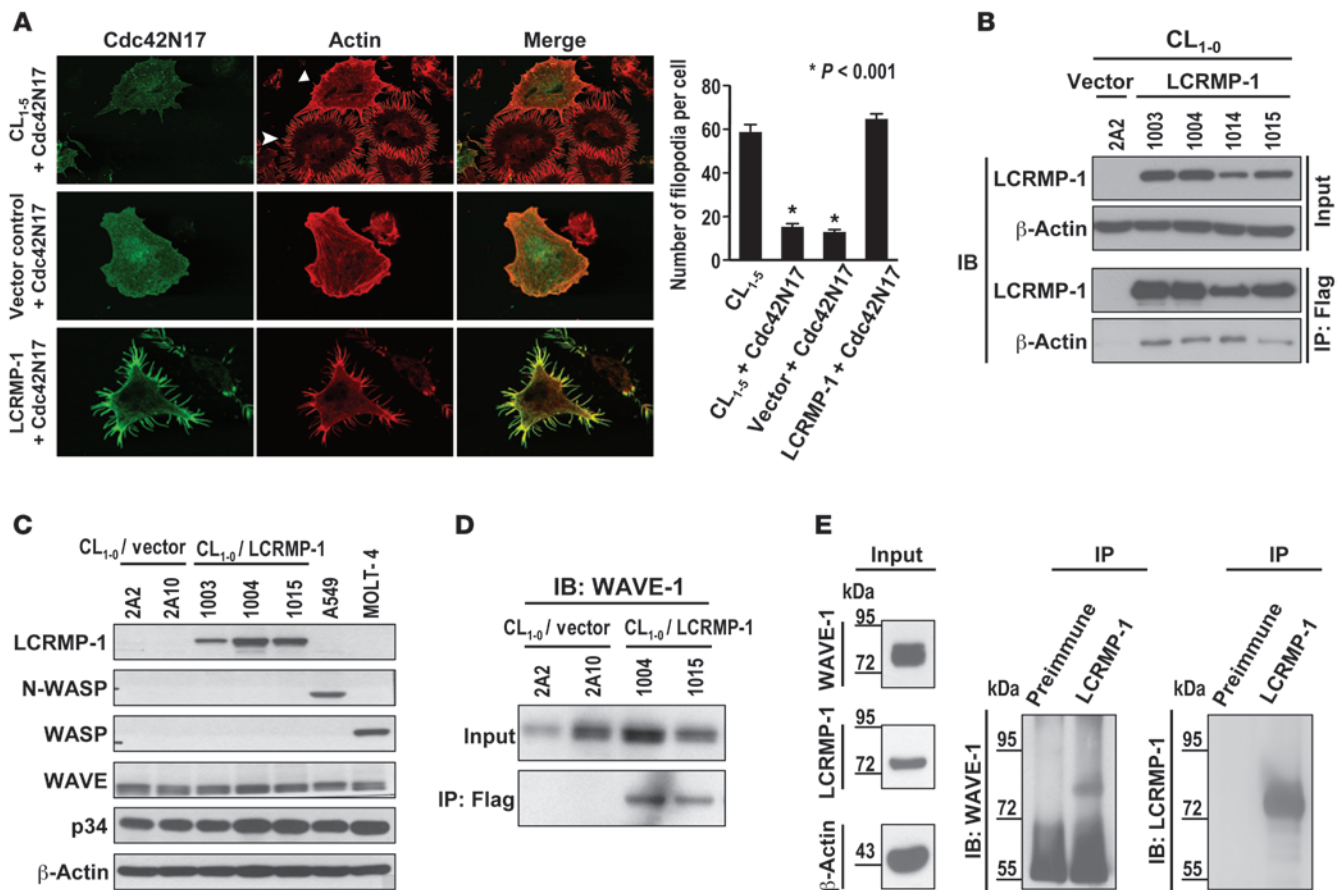 A
Cdc42N17
Actin
Merge
CL1-5
+ Cdc42N17
Vector control
+ Cdc42N17
LCRMP-1
+ Cdc42N17
Number of filopodia per cell
* P < 0.001
80
60
40
20
0
*
*
CL1-5
CL1-5 + Cdc42N17
Vector + Cdc42N17
LCRMP-1 + Cdc42N17
B
CL1-0
Vector
LCRMP-1
2A2
1003
1004
1014
1015
IB
LCRMP-1
β-Actin
Input
LCRMP-1
β-Actin
IP: Flag
C
CL1-0 / vector
CL1-0 / LCRMP-1
2A2
2A10
1003
1004
1015
A549
MOLT- 4
LCRMP-1
N-WASP
WASP
WAVE
p34
β-Actin
D
IB: WAVE-1
CL1-0 / vector
CL1-0 / LCRMP-1
2A2
2A10
1004
1015
Input
IP: Flag
E
Input
kDa
WAVE-1
95
72
LCRMP-1
95
72
β-Actin
43
IP
Preimmune
LCRMP-1
kDa
IB: WAVE-1
95
72
55
IP
Preimmune
LCRMP-1
kDa
IB: LCRMP-1
95
72
55